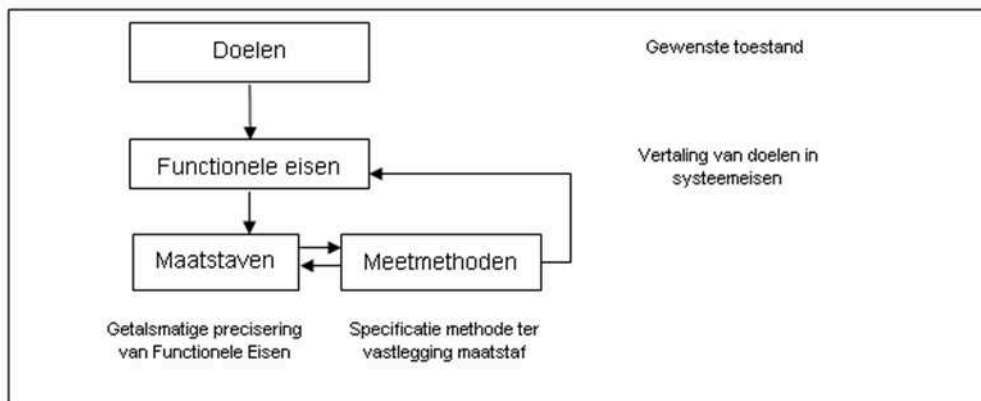 Doelen
Gewenste toestand
Functionele eisen
Vertaling van doelen in
systeemeisen
Maatstaven
Meetmethoden
Getalsmatige precisering
van Functionele Eisen
Specificatie methode ter
vastlegging maatstaf